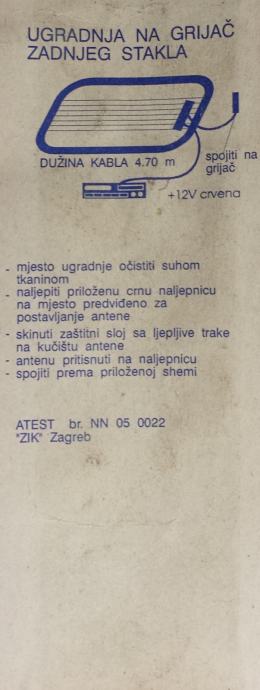 UGRADNJA NA GRIJAČ
ZADNJEG STAKLA
DUŽINA KABLA 4.70 m
spojiti na
grijač
+12V crvena
- mjesto ugradnje očistiti suhom
tkaninom
- naljepiti priloženu crnu naljepnicu
na mjesto predviđeno za
postavljanje antene
- skinuti zaštitni sloj sa ljepljive trake
na kučištu antene
- antenu pritisnuti na naljepnicu
- spojiti prema priloženoj shemi
ATEST br. NN 05 0022
"ZIK" Zagreb